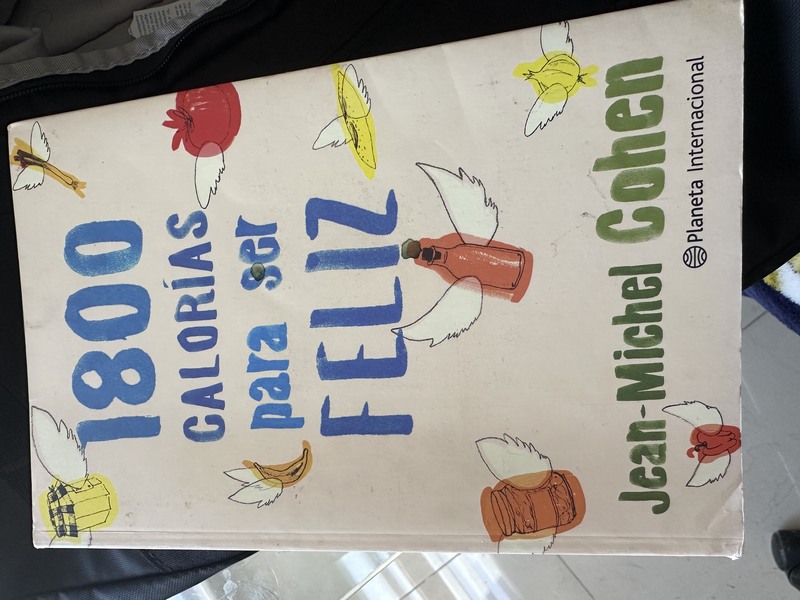 1800
CALORÍAS
para ser
FELIZ
Jean-Michel Cohen
Planeta Internacional